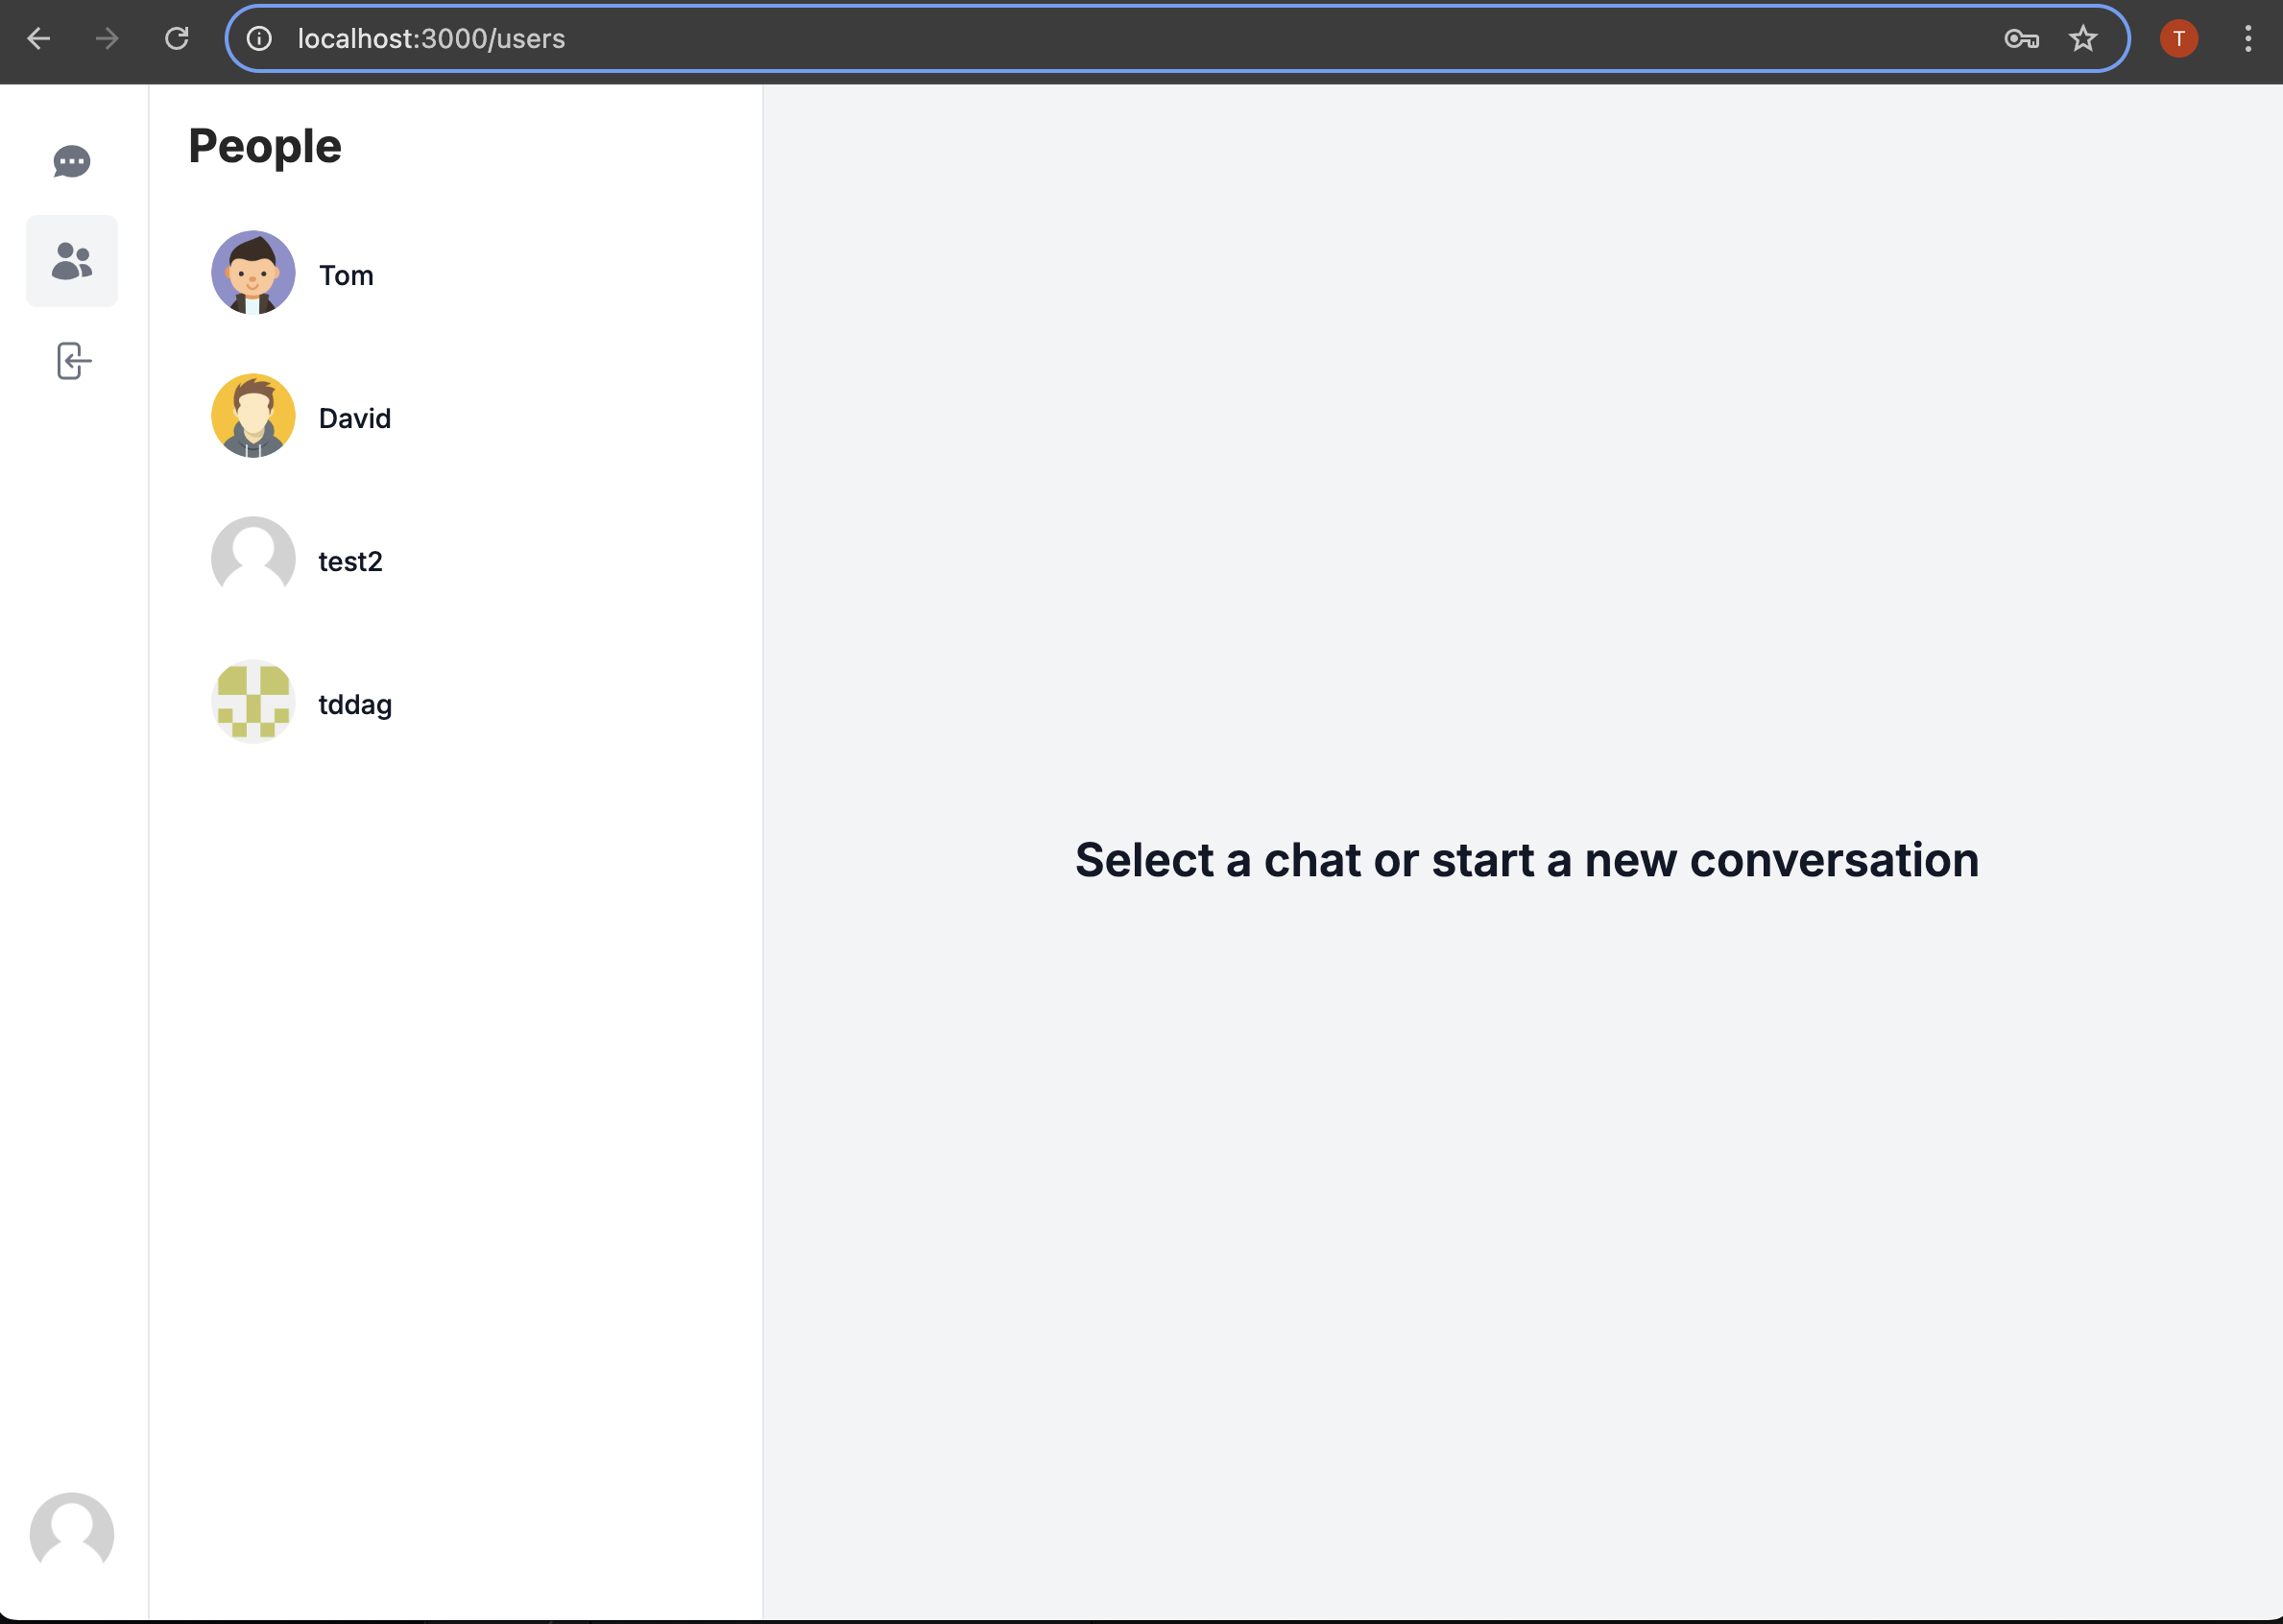 localhost:3000/users
T
People
Tom
David
test2
tddag
Select a chat or start a new conversation